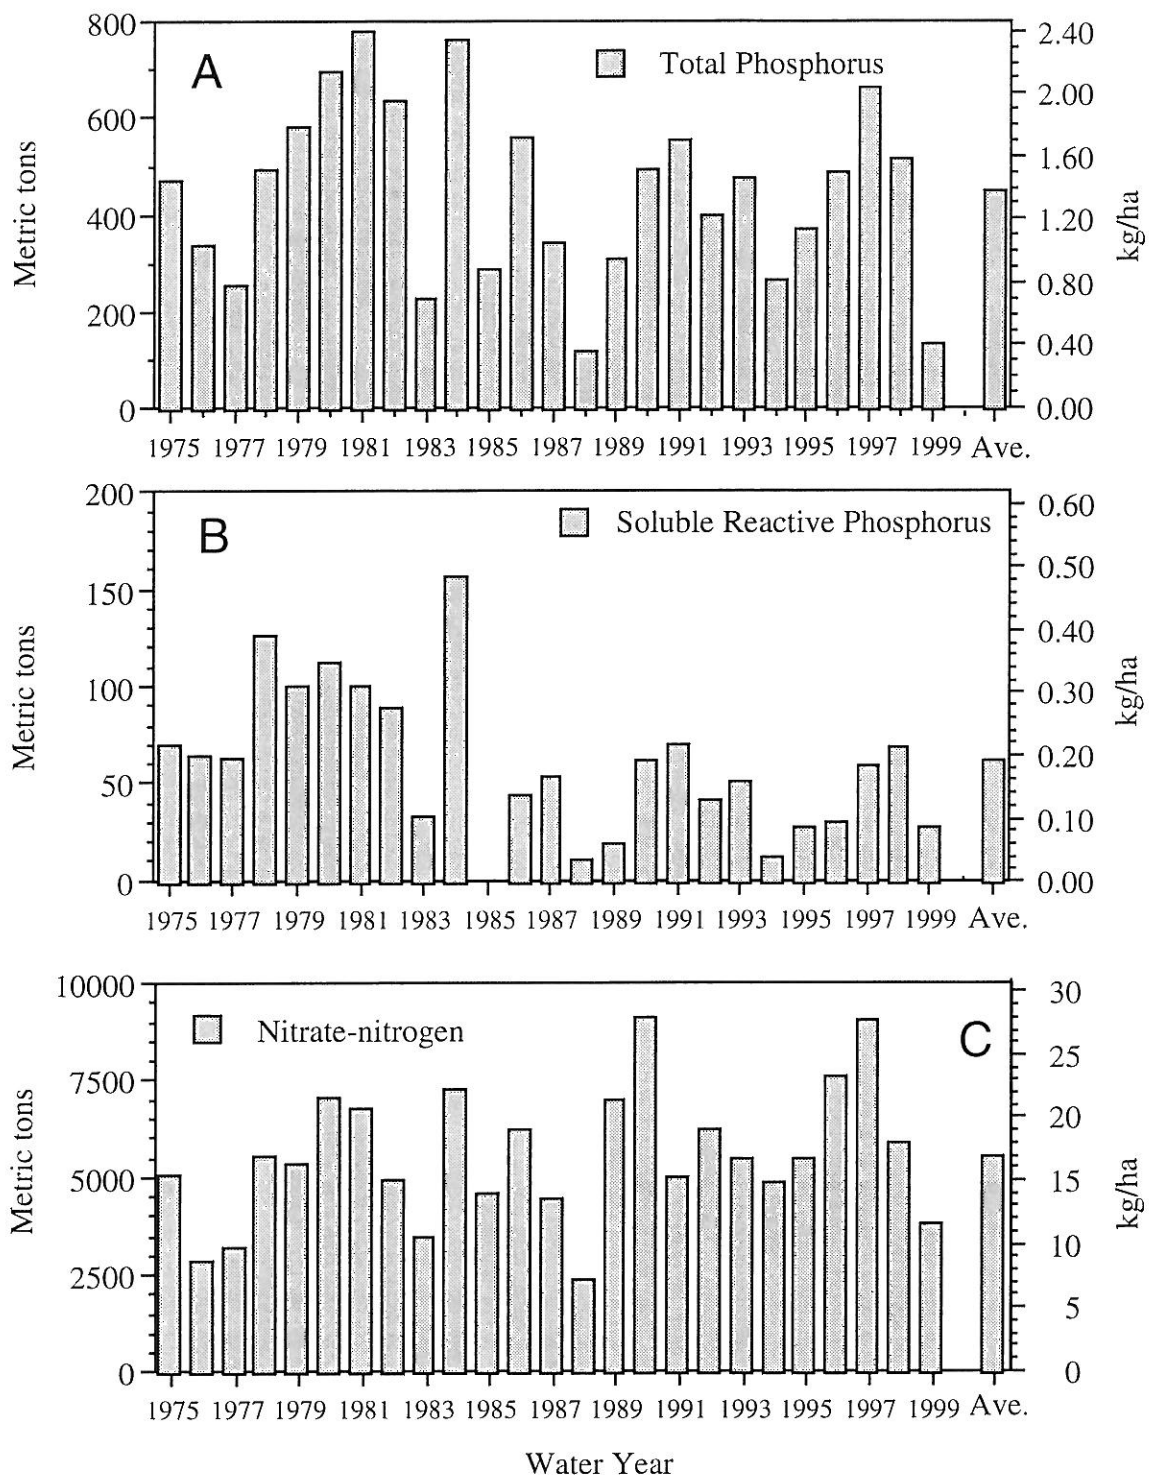 A
Total Phosphorus
Metric tons
800
600
400
200
0
2.40
2.00
1.60
1.20
0.80
0.40
0.00
kg/ha
1975 1977 1979 1981 1983 1985 1987 1989 1991 1993 1995 1997 1999 Ave.
B
Soluble Reactive Phosphorus
Metric tons
200
150
100
50
0
0.60
0.50
0.40
0.30
0.20
0.10
0.00
kg/ha
1975 1977 1979 1981 1983 1985 1987 1989 1991 1993 1995 1997 1999 Ave.
Nitrate-nitrogen
C
Metric tons
10000
7500
5000
2500
0
30
25
20
15
10
5
0
kg/ha
1975 1977 1979 1981 1983 1985 1987 1989 1991 1993 1995 1997 1999 Ave.
Water Year